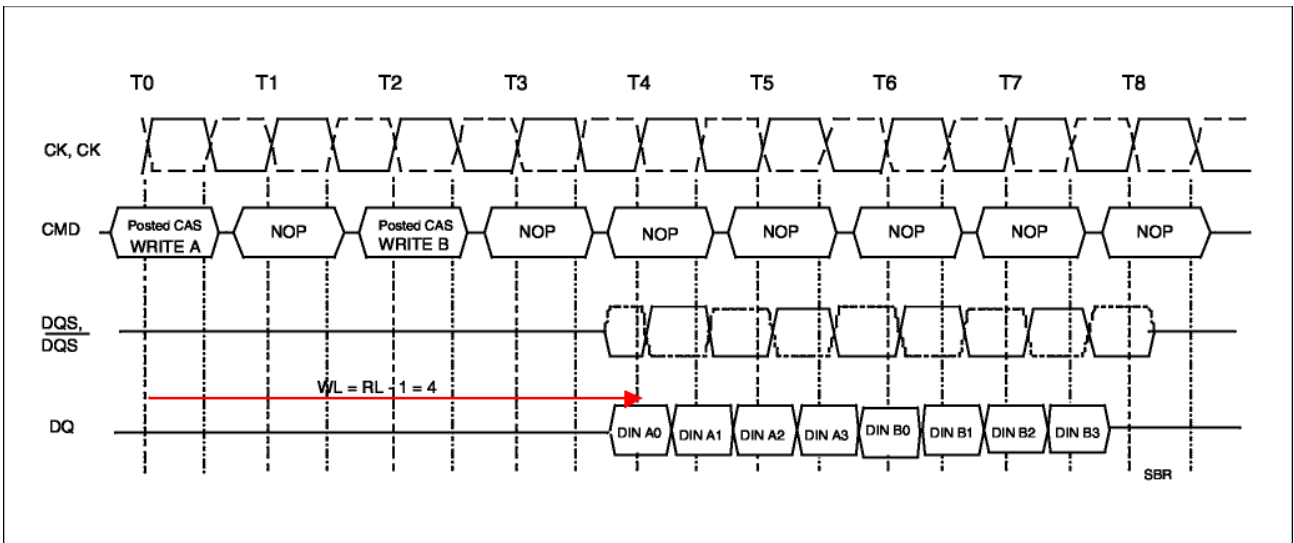 T0 T1 T2 T3 T4 T5 T6 T7 T8
CK, CK
CMD
Posted CAS
WRITE A
NOP
Posted CAS
WRITE B
NOP
NOP
NOP
NOP
NOP
NOP
DQS,
DQS
WL = RL - 1 = 4
DQ
DIN A0 DIN A1 DIN A2 DIN A3 DIN B0 DIN B1 DIN B2 DIN B3
SBR